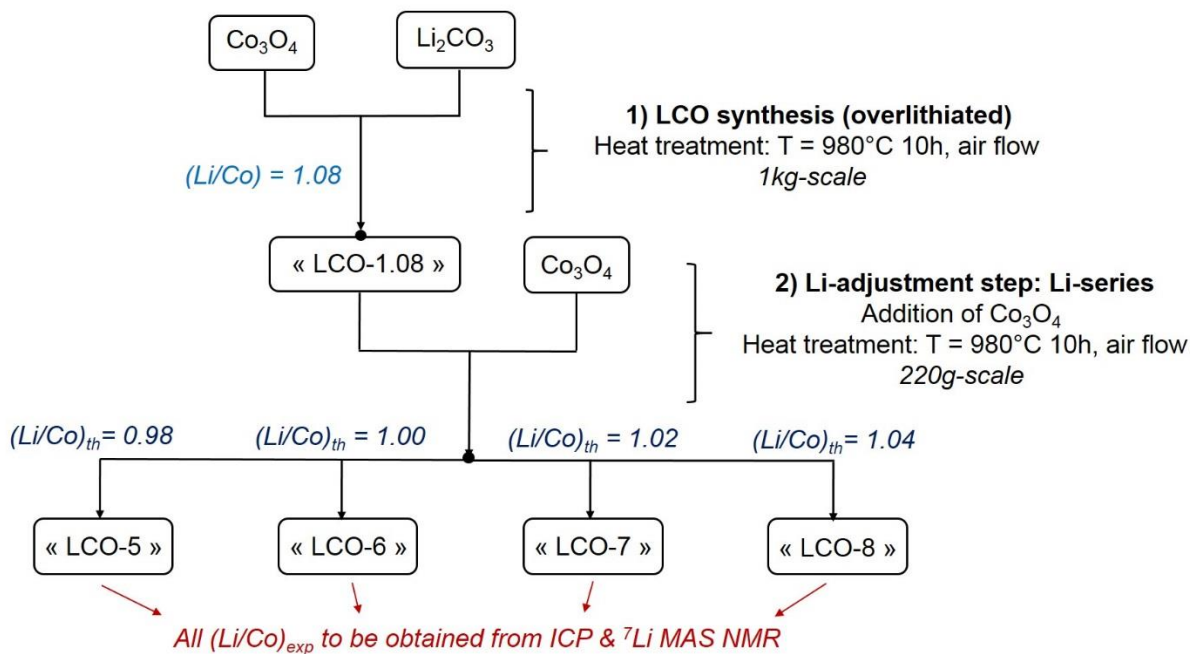 Co₃O₄
Li₂CO₃
1) LCO synthesis (overlithiated)
Heat treatment: T = 980°C 10h, air flow
1kg-scale
(Li/Co) = 1.08
« LCO-1.08 »
Co₃O₄
2) Li-adjustment step: Li-series
Addition of Co₃O₄
Heat treatment: T = 980°C 10h, air flow
220g-scale
(Li/Co)th= 0.98
(Li/Co)th = 1.00
(Li/Co)th = 1.02
(Li/Co)th= 1.04
« LCO-5 »
« LCO-6 »
« LCO-7 »
« LCO-8 »
All (Li/Co)exp to be obtained from ICP & ⁷Li MAS NMR